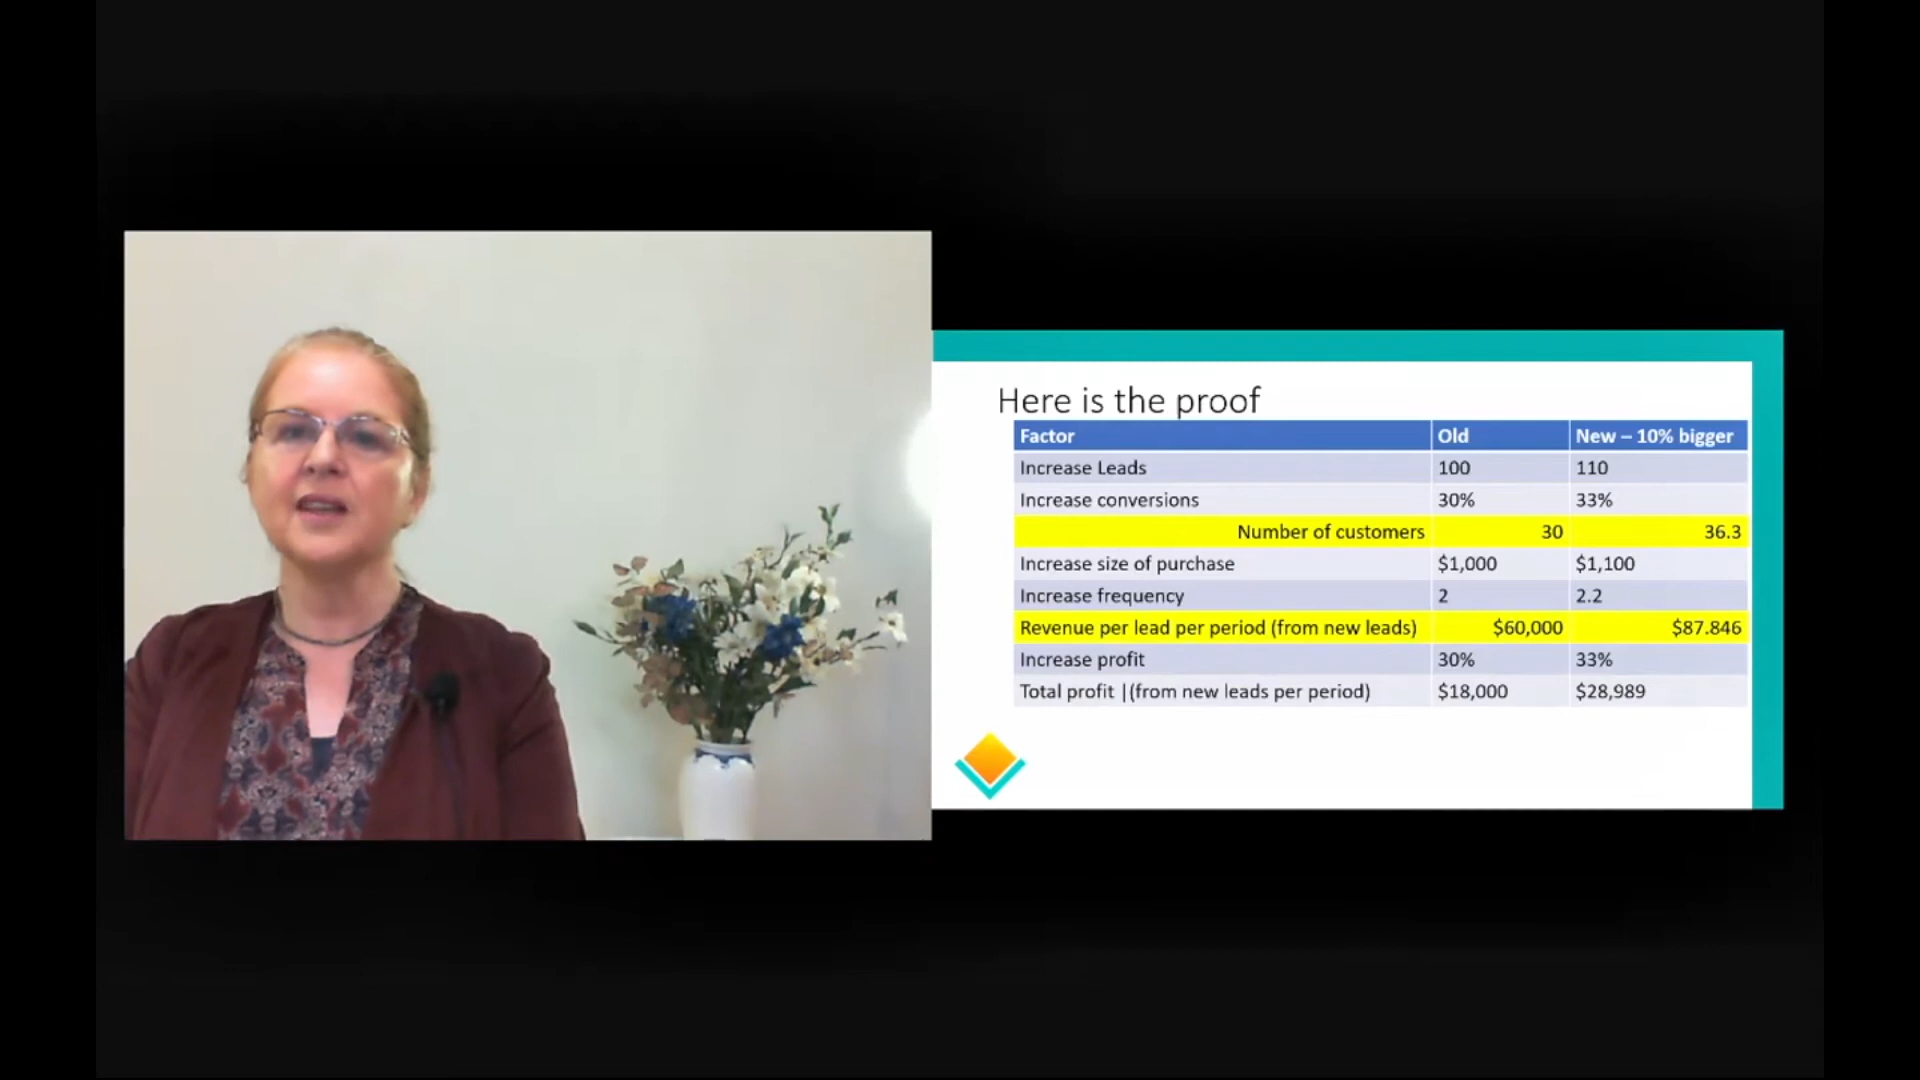 Here is the proof
Factor Old New – 10% bigger
Increase Leads 100 110
Increase conversions 30% 33%
Number of customers 30 36.3
Increase size of purchase $1,000 $1,100
Increase frequency 2 2.2
Revenue per lead per period (from new leads) $60,000 $87.846
Increase profit 30% 33%
Total profit |(from new leads per period) $18,000 $28,989